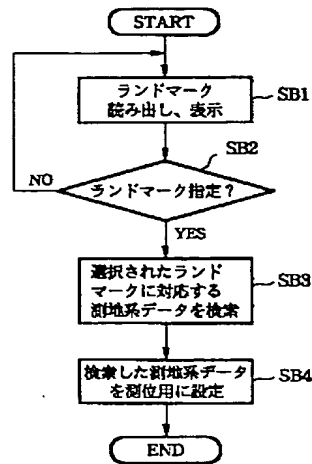 START
ランドマーク
読み出し、表示
SB1
SB2
ランドマーク指定?
NO
YES
選択されたランド
マークに対応する
測地系データを検索
SB3
検索した測地系データ
を測位用に設定
SB4
END